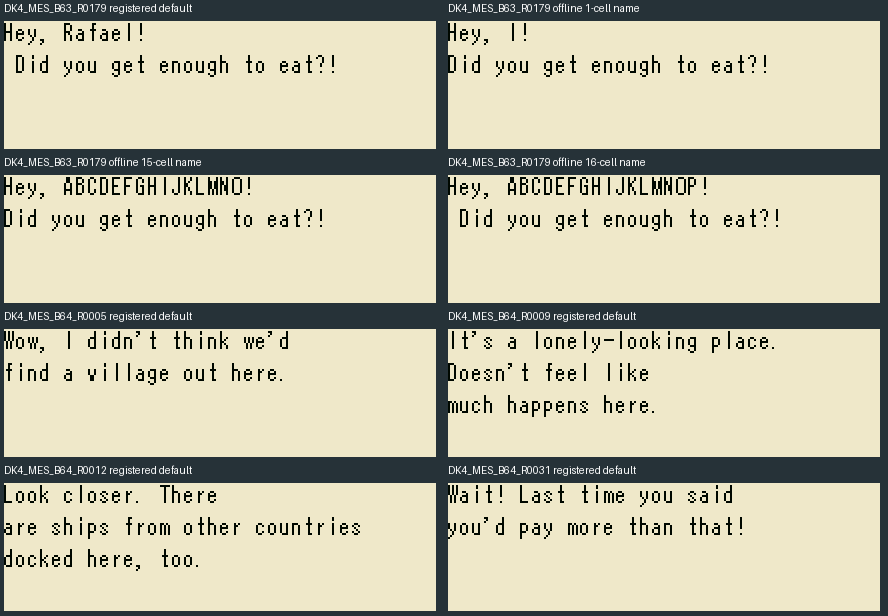 DK4_MES_B63_R0179 registered default
Hey, Rafael!
Did you get enough to eat?!
DK4_MES_B63_R0179 offline 1-cell name
Hey, I!
Did you get enough to eat?!
DK4_MES_B63_R0179 offline 15-cell name
Hey, ABCDEFGHIJKLMNO!
Did you get enough to eat?!
DK4_MES_B63_R0179 offline 16-cell name
Hey, ABCDEFGHIJKLMNOP!
Did you get enough to eat?!
DK4_MES_B64_R0005 registered default
Wow, I didn't think we'd
find a village out here.
DK4_MES_B64_R0009 registered default
It's a lonely-looking place.
Doesn't feel like
much happens here.
DK4_MES_B64_R0012 registered default
Look closer. There
are ships from other countries
docked here, too.
DK4_MES_B64_R0031 registered default
Wait! Last time you said
you'd pay more than that!